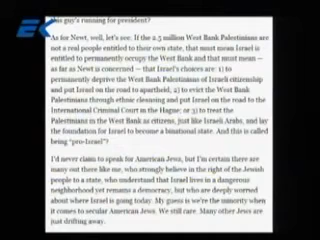 EK
this guy's running for president?
As for Newt, well, let's see: If the 2.5 million West Bank Palestinians are
not a real people entitled to their own state, that must mean Israel is
entitled to permanently occupy the West Bank and that must mean —
as far as Newt is concerned — that Israel's choices are: 1) to
permanently deprive the West Bank Palestinians of Israeli citizenship
and put Israel on the road to apartheid; 2) to evict the West Bank
Palestinians through ethnic cleansing and put Israel on the road to the
International Criminal Court in the Hague; or 3) to treat the
Palestinians in the West Bank as citizens, just like Israeli Arabs, and lay
the foundation for Israel to become a binational state. And this is called
being "pro-Israel"?
I'd never claim to speak for American Jews, but I'm certain there are
many out there like me, who strongly believe in the right of the Jewish
people to a state, who understand that Israel lives in a dangerous
neighborhood yet remains a democracy, but who are deeply worried
about where Israel is going today. My guess is we're the minority when
it comes to secular American Jews. We still care. Many other Jews are
just drifting away.